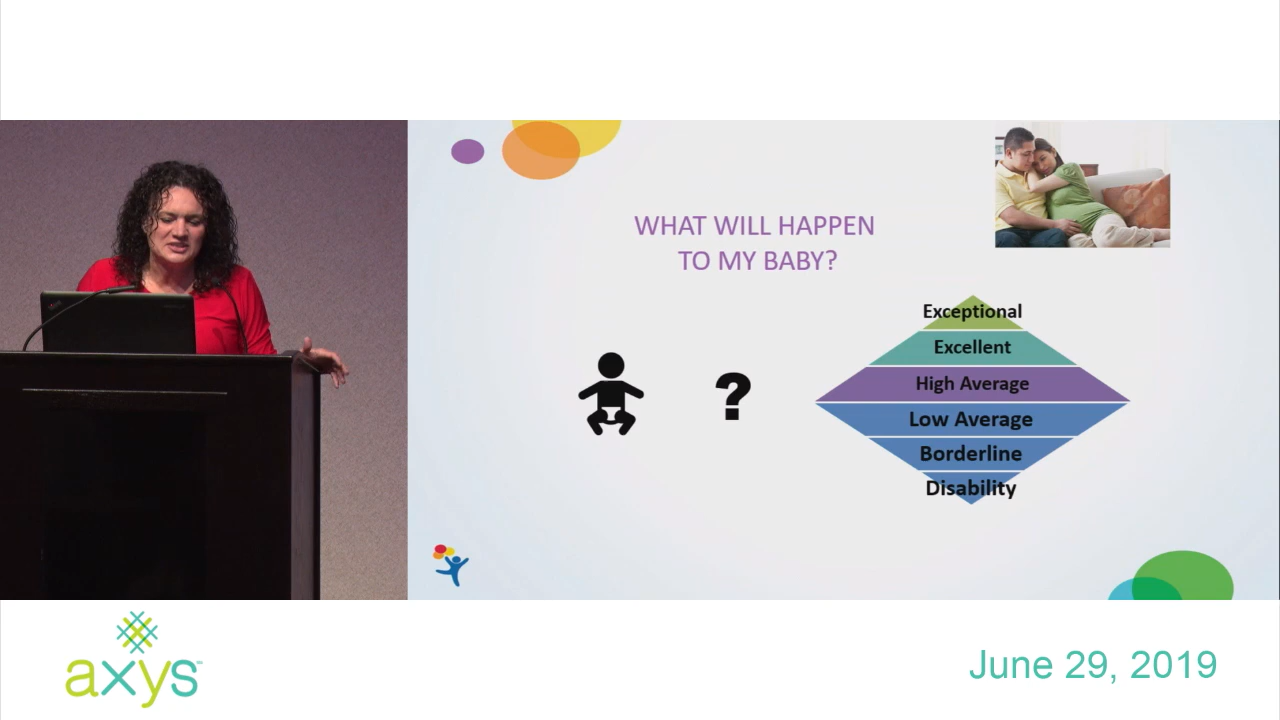 WHAT WILL HAPPEN
TO MY BABY?
Exceptional
Excellent
?
High Average
Low Average
Borderline
Disability
axys
June 29, 2019